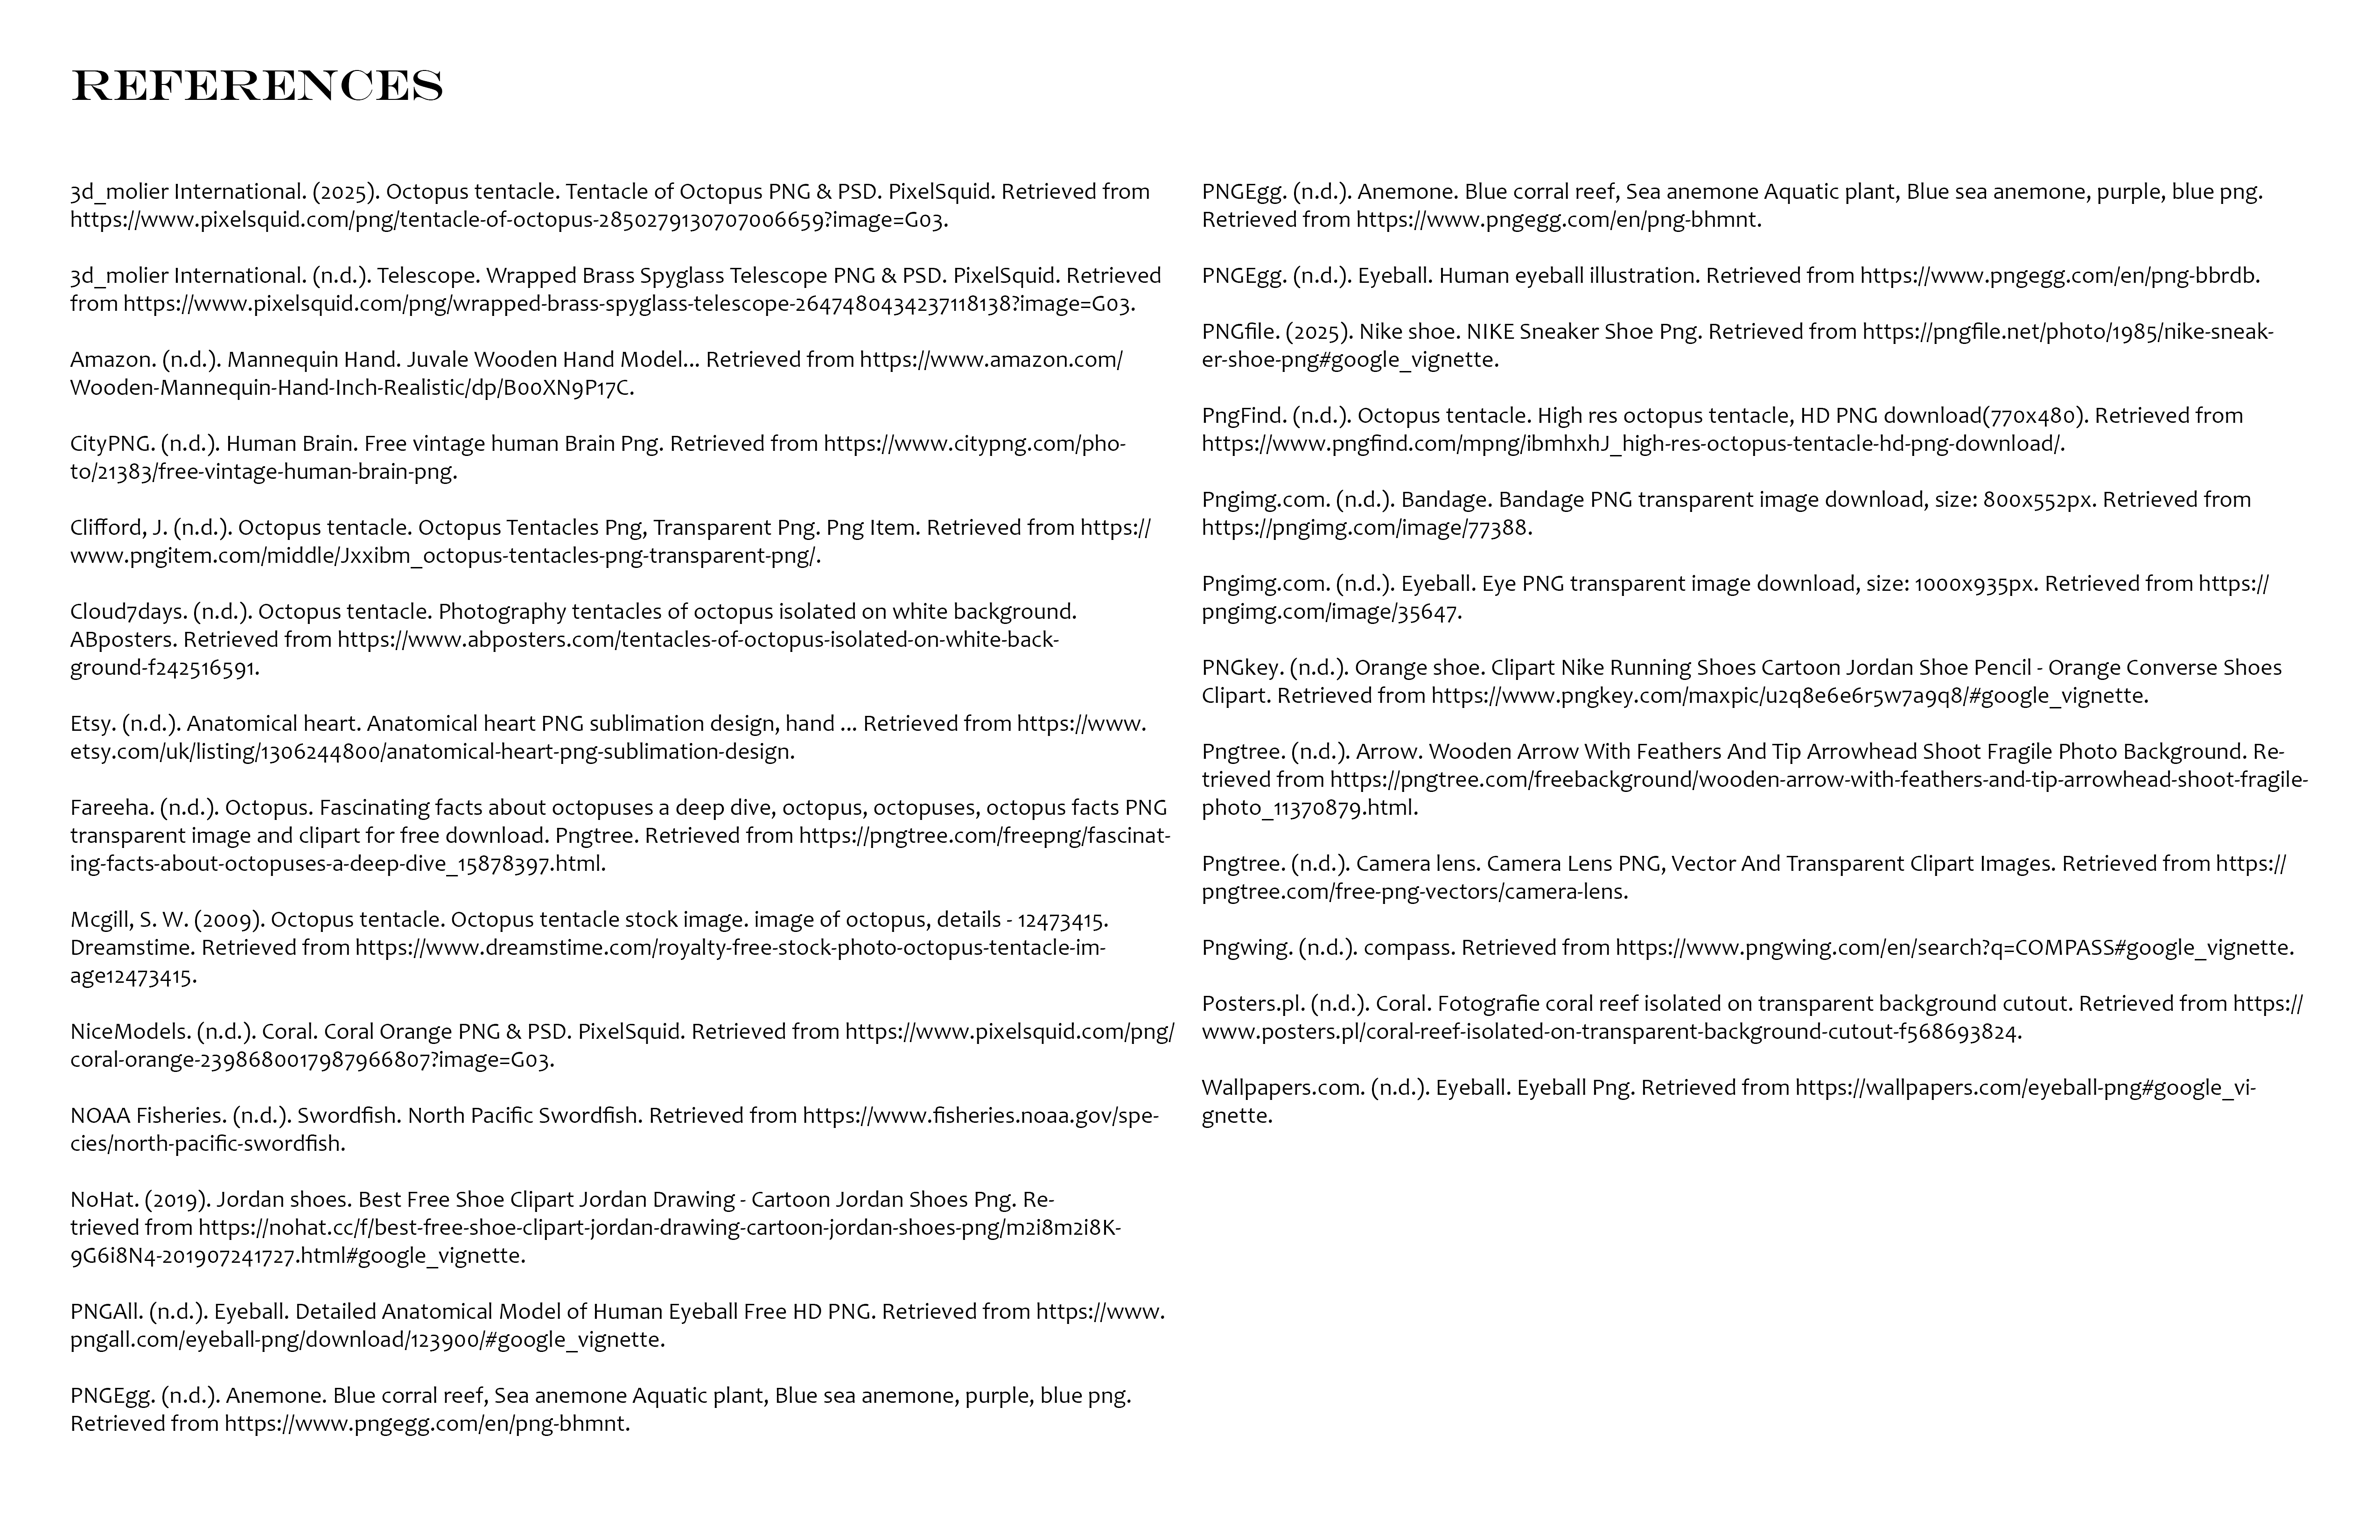 REFERENCES
3d_molier International. (2025). Octopus tentacle. Tentacle of Octopus PNG & PSD. PixelSquid. Retrieved from
https://www.pixelsquid.com/png/tentacle-of-octopus-2850279130707006659?image=G03.
3d_molier International. (n.d.). Telescope. Wrapped Brass Spyglass Telescope PNG & PSD. PixelSquid. Retrieved
from https://www.pixelsquid.com/png/wrapped-brass-spyglass-telescope-2647480434237118138?image=G03.
Amazon. (n.d.). Mannequin Hand. Juvale Wooden Hand Model... Retrieved from https://www.amazon.com/
Wooden-Mannequin-Hand-Inch-Realistic/dp/B00XN9P17C.
CityPNG. (n.d.). Human Brain. Free vintage human Brain Png. Retrieved from https://www.citypng.com/pho-
to/21383/free-vintage-human-brain-png.
Clifford, J. (n.d.). Octopus tentacle. Octopus Tentacles Png, Transparent Png. Png Item. Retrieved from https://
www.pngitem.com/middle/Jxxibm_octopus-tentacles-png-transparent-png/.
Cloud7days. (n.d.). Octopus tentacle. Photography tentacles of octopus isolated on white background.
ABposters. Retrieved from https://www.abposters.com/tentacles-of-octopus-isolated-on-white-back-
ground-f242516591.
Etsy. (n.d.). Anatomical heart. Anatomical heart PNG sublimation design, hand ... Retrieved from https://www.
etsy.com/uk/listing/1306244800/anatomical-heart-png-sublimation-design.
Fareeha. (n.d.). Octopus. Fascinating facts about octopuses a deep dive, octopus, octopuses, octopus facts PNG
transparent image and clipart for free download. Pngtree. Retrieved from https://pngtree.com/freepng/fascinat-
ing-facts-about-octopuses-a-deep-dive_15878397.html.
Mcgill, S. W. (2009). Octopus tentacle. Octopus tentacle stock image. image of octopus, details - 12473415.
Dreamstime. Retrieved from https://www.dreamstime.com/royalty-free-stock-photo-octopus-tentacle-im-
age12473415.
NiceModels. (n.d.). Coral. Coral Orange PNG & PSD. PixelSquid. Retrieved from https://www.pixelsquid.com/png/
coral-orange-2398680017987966807?image=G03.
NOAA Fisheries. (n.d.). Swordfish. North Pacific Swordfish. Retrieved from https://www.fisheries.noaa.gov/spe-
cies/north-pacific-swordfish.
NoHat. (2019). Jordan shoes. Best Free Shoe Clipart Jordan Drawing - Cartoon Jordan Shoes Png. Re-
trieved from https://nohat.cc/f/best-free-shoe-clipart-jordan-drawing-cartoon-jordan-shoes-png/m2i8m2i8K-
9G6i8N4-201907241727.html#google_vignette.
PNGAll. (n.d.). Eyeball. Detailed Anatomical Model of Human Eyeball Free HD PNG. Retrieved from https://www.
pngall.com/eyeball-png/download/123900/#google_vignette.
PNGEgg. (n.d.). Anemone. Blue corral reef, Sea anemone Aquatic plant, Blue sea anemone, purple, blue png.
Retrieved from https://www.pngegg.com/en/png-bhmnt.
PNGEgg. (n.d.). Anemone. Blue corral reef, Sea anemone Aquatic plant, Blue sea anemone, purple, blue png.
Retrieved from https://www.pngegg.com/en/png-bhmnt.
PNGEgg. (n.d.). Eyeball. Human eyeball illustration. Retrieved from https://www.pngegg.com/en/png-bbrdb.
PNGfile. (2025). Nike shoe. NIKE Sneaker Shoe Png. Retrieved from https://pngfile.net/photo/1985/nike-sneak-
er-shoe-png#google_vignette.
PngFind. (n.d.). Octopus tentacle. High res octopus tentacle, HD PNG download(770x480). Retrieved from
https://www.pngfind.com/mpng/ibmhxhJ_high-res-octopus-tentacle-hd-png-download/.
Pngimg.com. (n.d.). Bandage. Bandage PNG transparent image download, size: 800x552px. Retrieved from
https://pngimg.com/image/77388.
Pngimg.com. (n.d.). Eyeball. Eye PNG transparent image download, size: 1000x935px. Retrieved from https://
pngimg.com/image/35647.
PNGkey. (n.d.). Orange shoe. Clipart Nike Running Shoes Cartoon Jordan Shoe Pencil - Orange Converse Shoes
Clipart. Retrieved from https://www.pngkey.com/maxpic/u2q8e6e6r5w7a9q8/#google_vignette.
Pngtree. (n.d.). Arrow. Wooden Arrow With Feathers And Tip Arrowhead Shoot Fragile Photo Background. Re-
trieved from https://pngtree.com/freebackground/wooden-arrow-with-feathers-and-tip-arrowhead-shoot-fragile-
photo_11370879.html.
Pngtree. (n.d.). Camera lens. Camera Lens PNG, Vector And Transparent Clipart Images. Retrieved from https://
pngtree.com/free-png-vectors/camera-lens.
Pngwing. (n.d.). compass. Retrieved from https://www.pngwing.com/en/search?q=COMPASS#google_vignette.
Posters.pl. (n.d.). Coral. Fotografie coral reef isolated on transparent background cutout. Retrieved from https://
www.posters.pl/coral-reef-isolated-on-transparent-background-cutout-f568693824.
Wallpapers.com. (n.d.). Eyeball. Eyeball Png. Retrieved from https://wallpapers.com/eyeball-png#google_vi-
gnette.